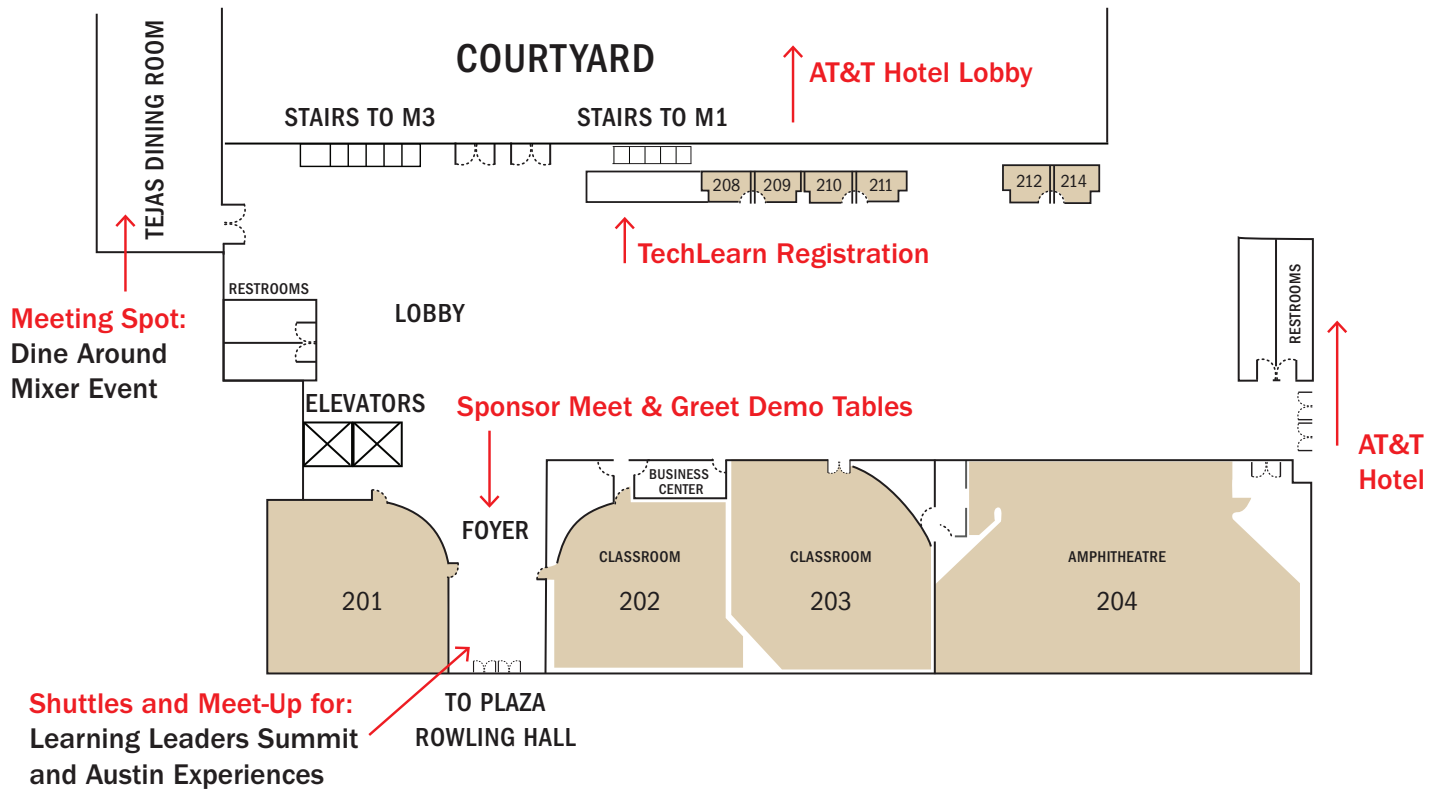 TEJAS DINING ROOM
COURTYARD
AT&T Hotel Lobby
STAIRS TO M3
STAIRS TO M1
208
209
210
211
212
214
TechLearn Registration
RESTROOMS
LOBBY
RESTROOMS
Meeting Spot:
Dine Around
Mixer Event
ELEVATORS
Sponsor Meet & Greet Demo Tables
AT&T
Hotel
BUSINESS
CENTER
FOYER
CLASSROOM
CLASSROOM
AMPHITHEATRE
201
202
203
204
Shuttles and Meet-Up for:
Learning Leaders Summit
and Austin Experiences
TO PLAZA
ROWLING HALL